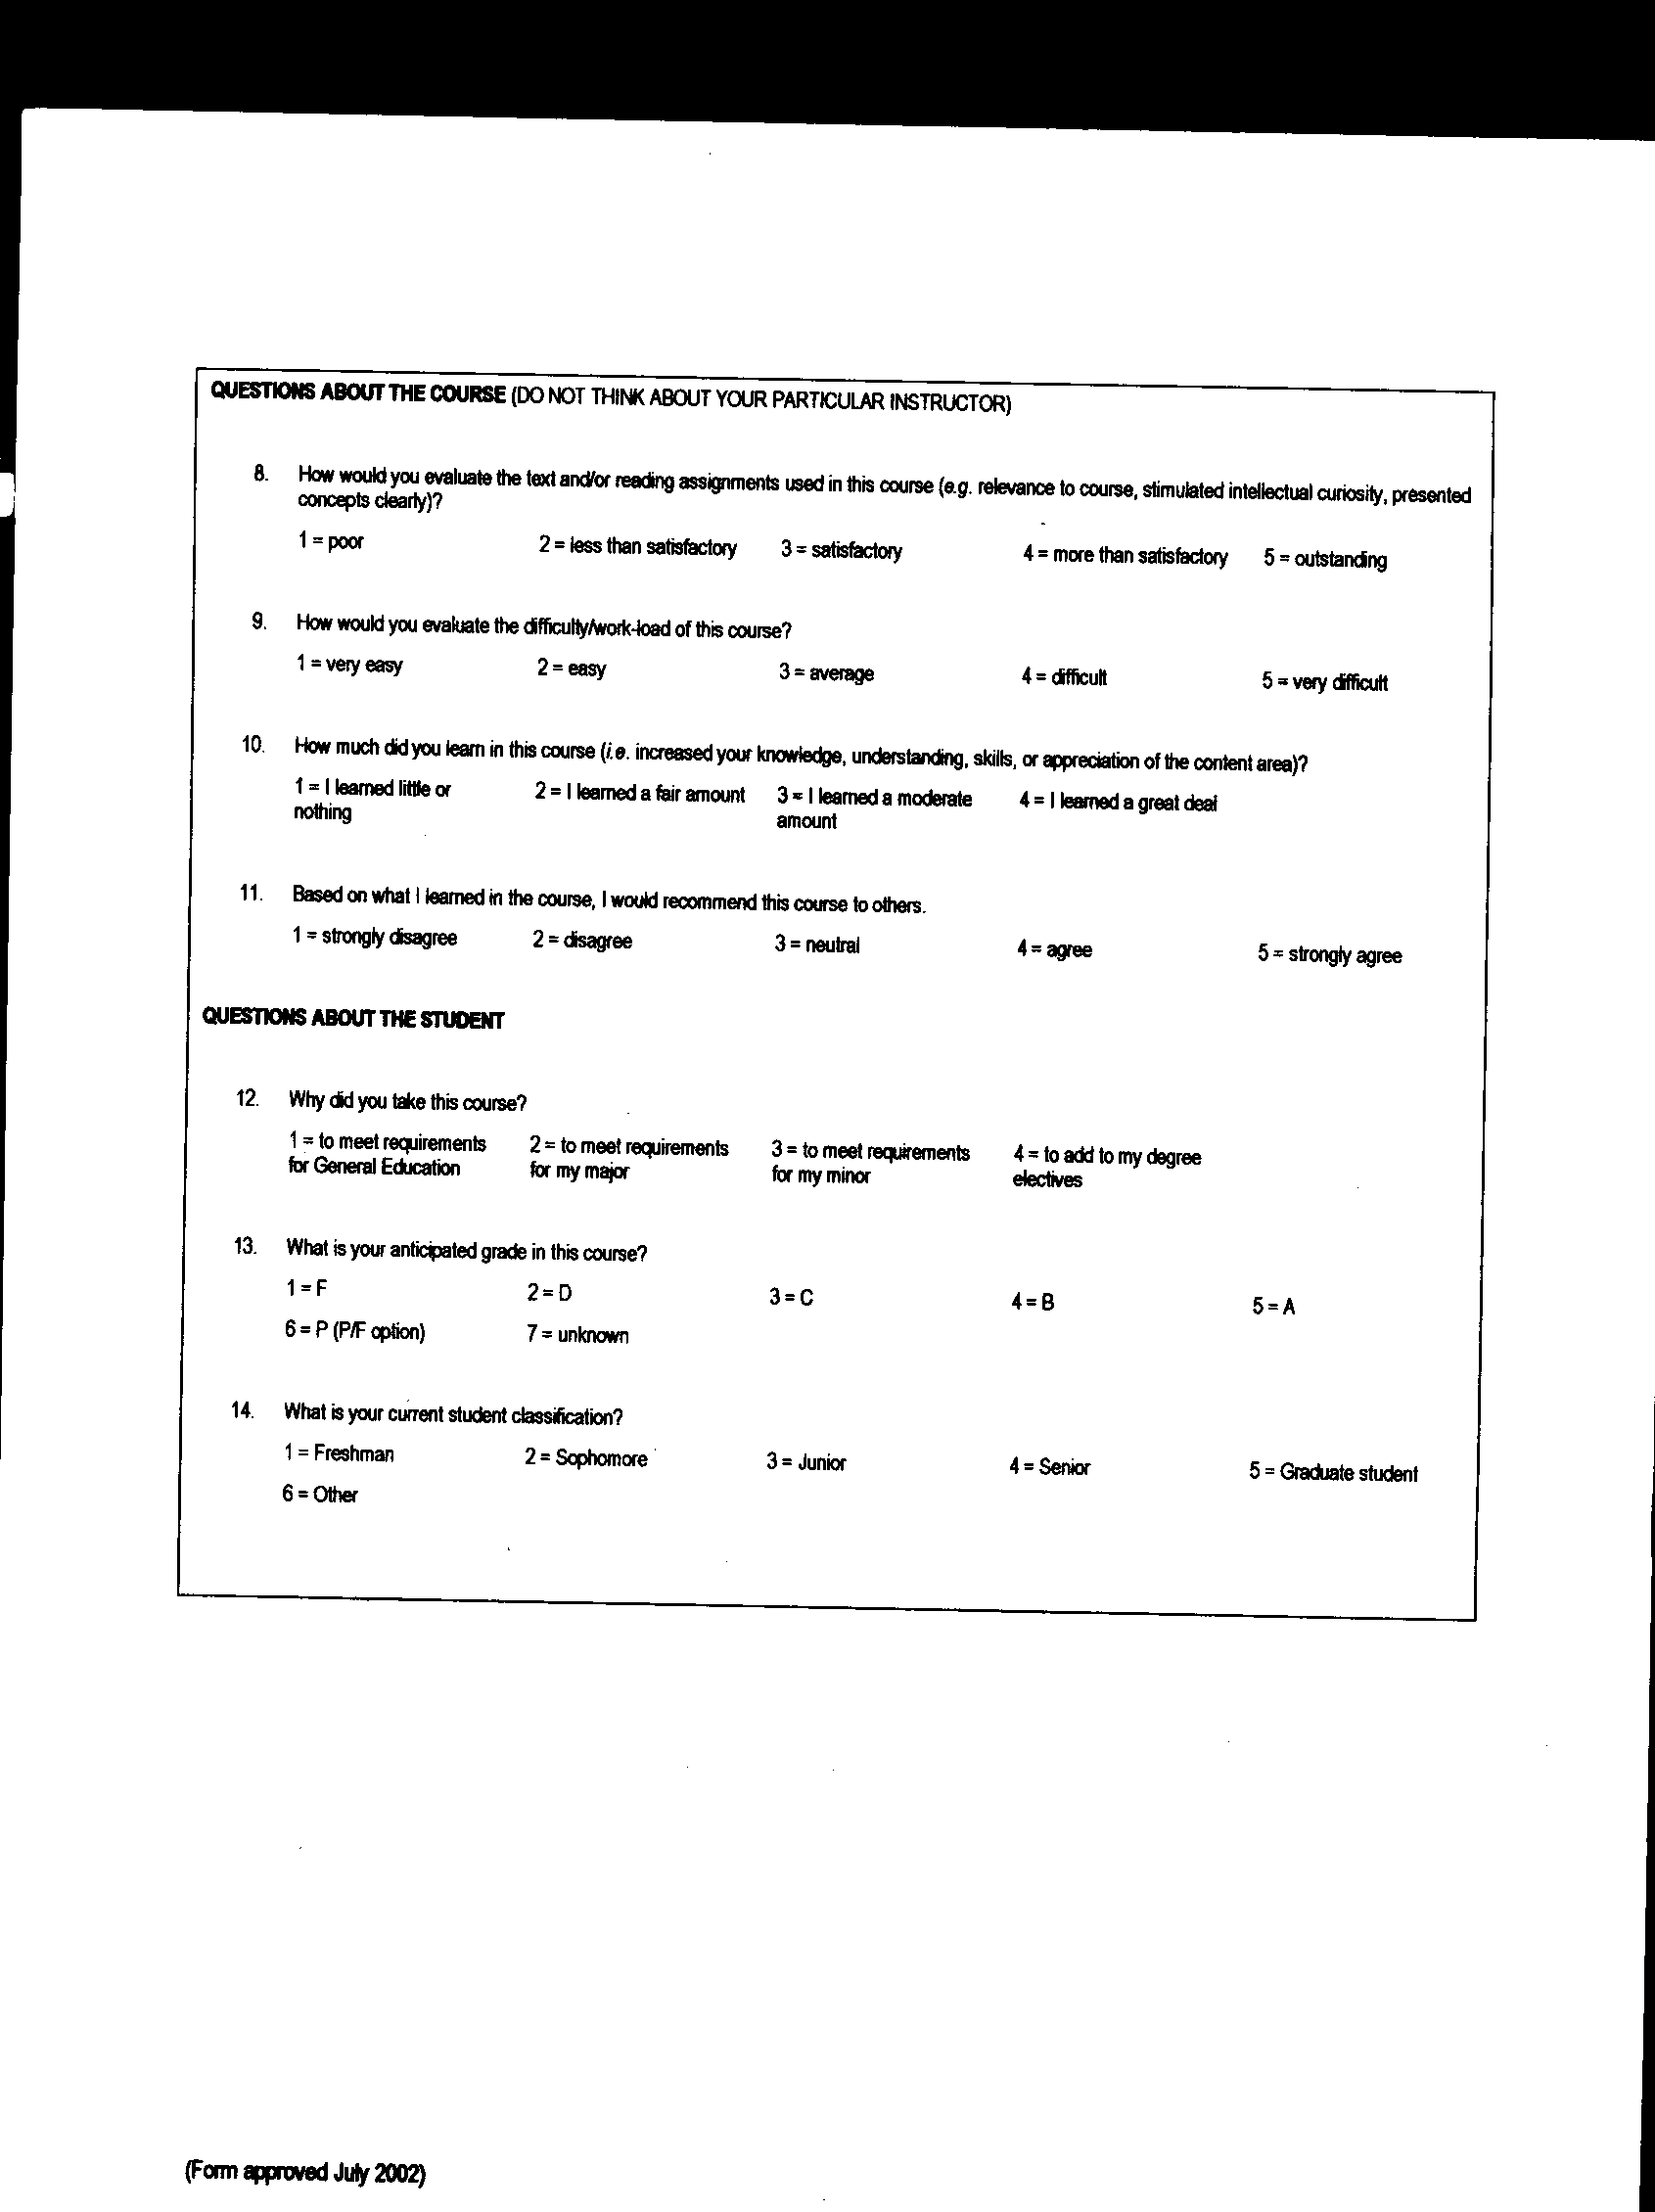 QUESTIONS ABOUT THE COURSE (DO NOT THINK ABOUT YOUR PARTICULAR INSTRUCTOR)
8. How would you evaluate the text and/or reading assignments used in this course (e.g. relevance to course, stimulated intellectual curiosity, presented
concepts clearly)?
1 = poor 2 = less than satisfactory 3 = satisfactory 4 = more than satisfactory 5 = outstanding
9. How would you evaluate the difficulty/work-load of this course?
1 = very easy 2 = easy 3 = average 4 = difficult 5 = very difficult
10. How much did you learn in this course (i.e. increased your knowledge, understanding, skills, or appreciation of the content area)?
1 = I learned little or 2 = I learned a fair amount 3 = I learned a moderate 4 = I learned a great deal
nothing amount
11. Based on what I learned in the course, I would recommend this course to others.
1 = strongly disagree 2 = disagree 3 = neutral 4 = agree 5 = strongly agree
QUESTIONS ABOUT THE STUDENT
12. Why did you take this course?
1 = to meet requirements 2 = to meet requirements 3 = to meet requirements 4 = to add to my degree
for General Education for my major for my minor electives
13. What is your anticipated grade in this course?
1 = F 2 = D 3 = C 4 = B 5 = A
6 = P (P/F option) 7 = unknown
14. What is your current student classification?
1 = Freshman 2 = Sophomore 3 = Junior 4 = Senior 5 = Graduate student
6 = Other
(Form approved July 2002)